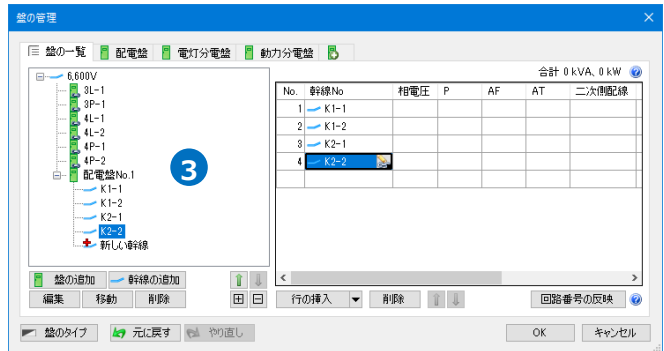 盤の管理
盤の一覧 配電盤 電灯分電盤 動力分電盤
合計 0 kVA, 0 kW
6,600V
3L-1
3P-1
4L-1
4L-2
4P-1
4P-2
配電盤No.1
K1-1
K1-2
K2-1
K2-2
新しい幹線
3
No. 幹線No 相電圧 P AF AT 二次側配線
1 K1-1
2 K1-2
3 K2-1
4 K2-2
盤の追加 幹線の追加
編集 移動 削除
行の挿入 削除 回路番号の反映
盤のタイプ 元に戻す やり直し OK キャンセル